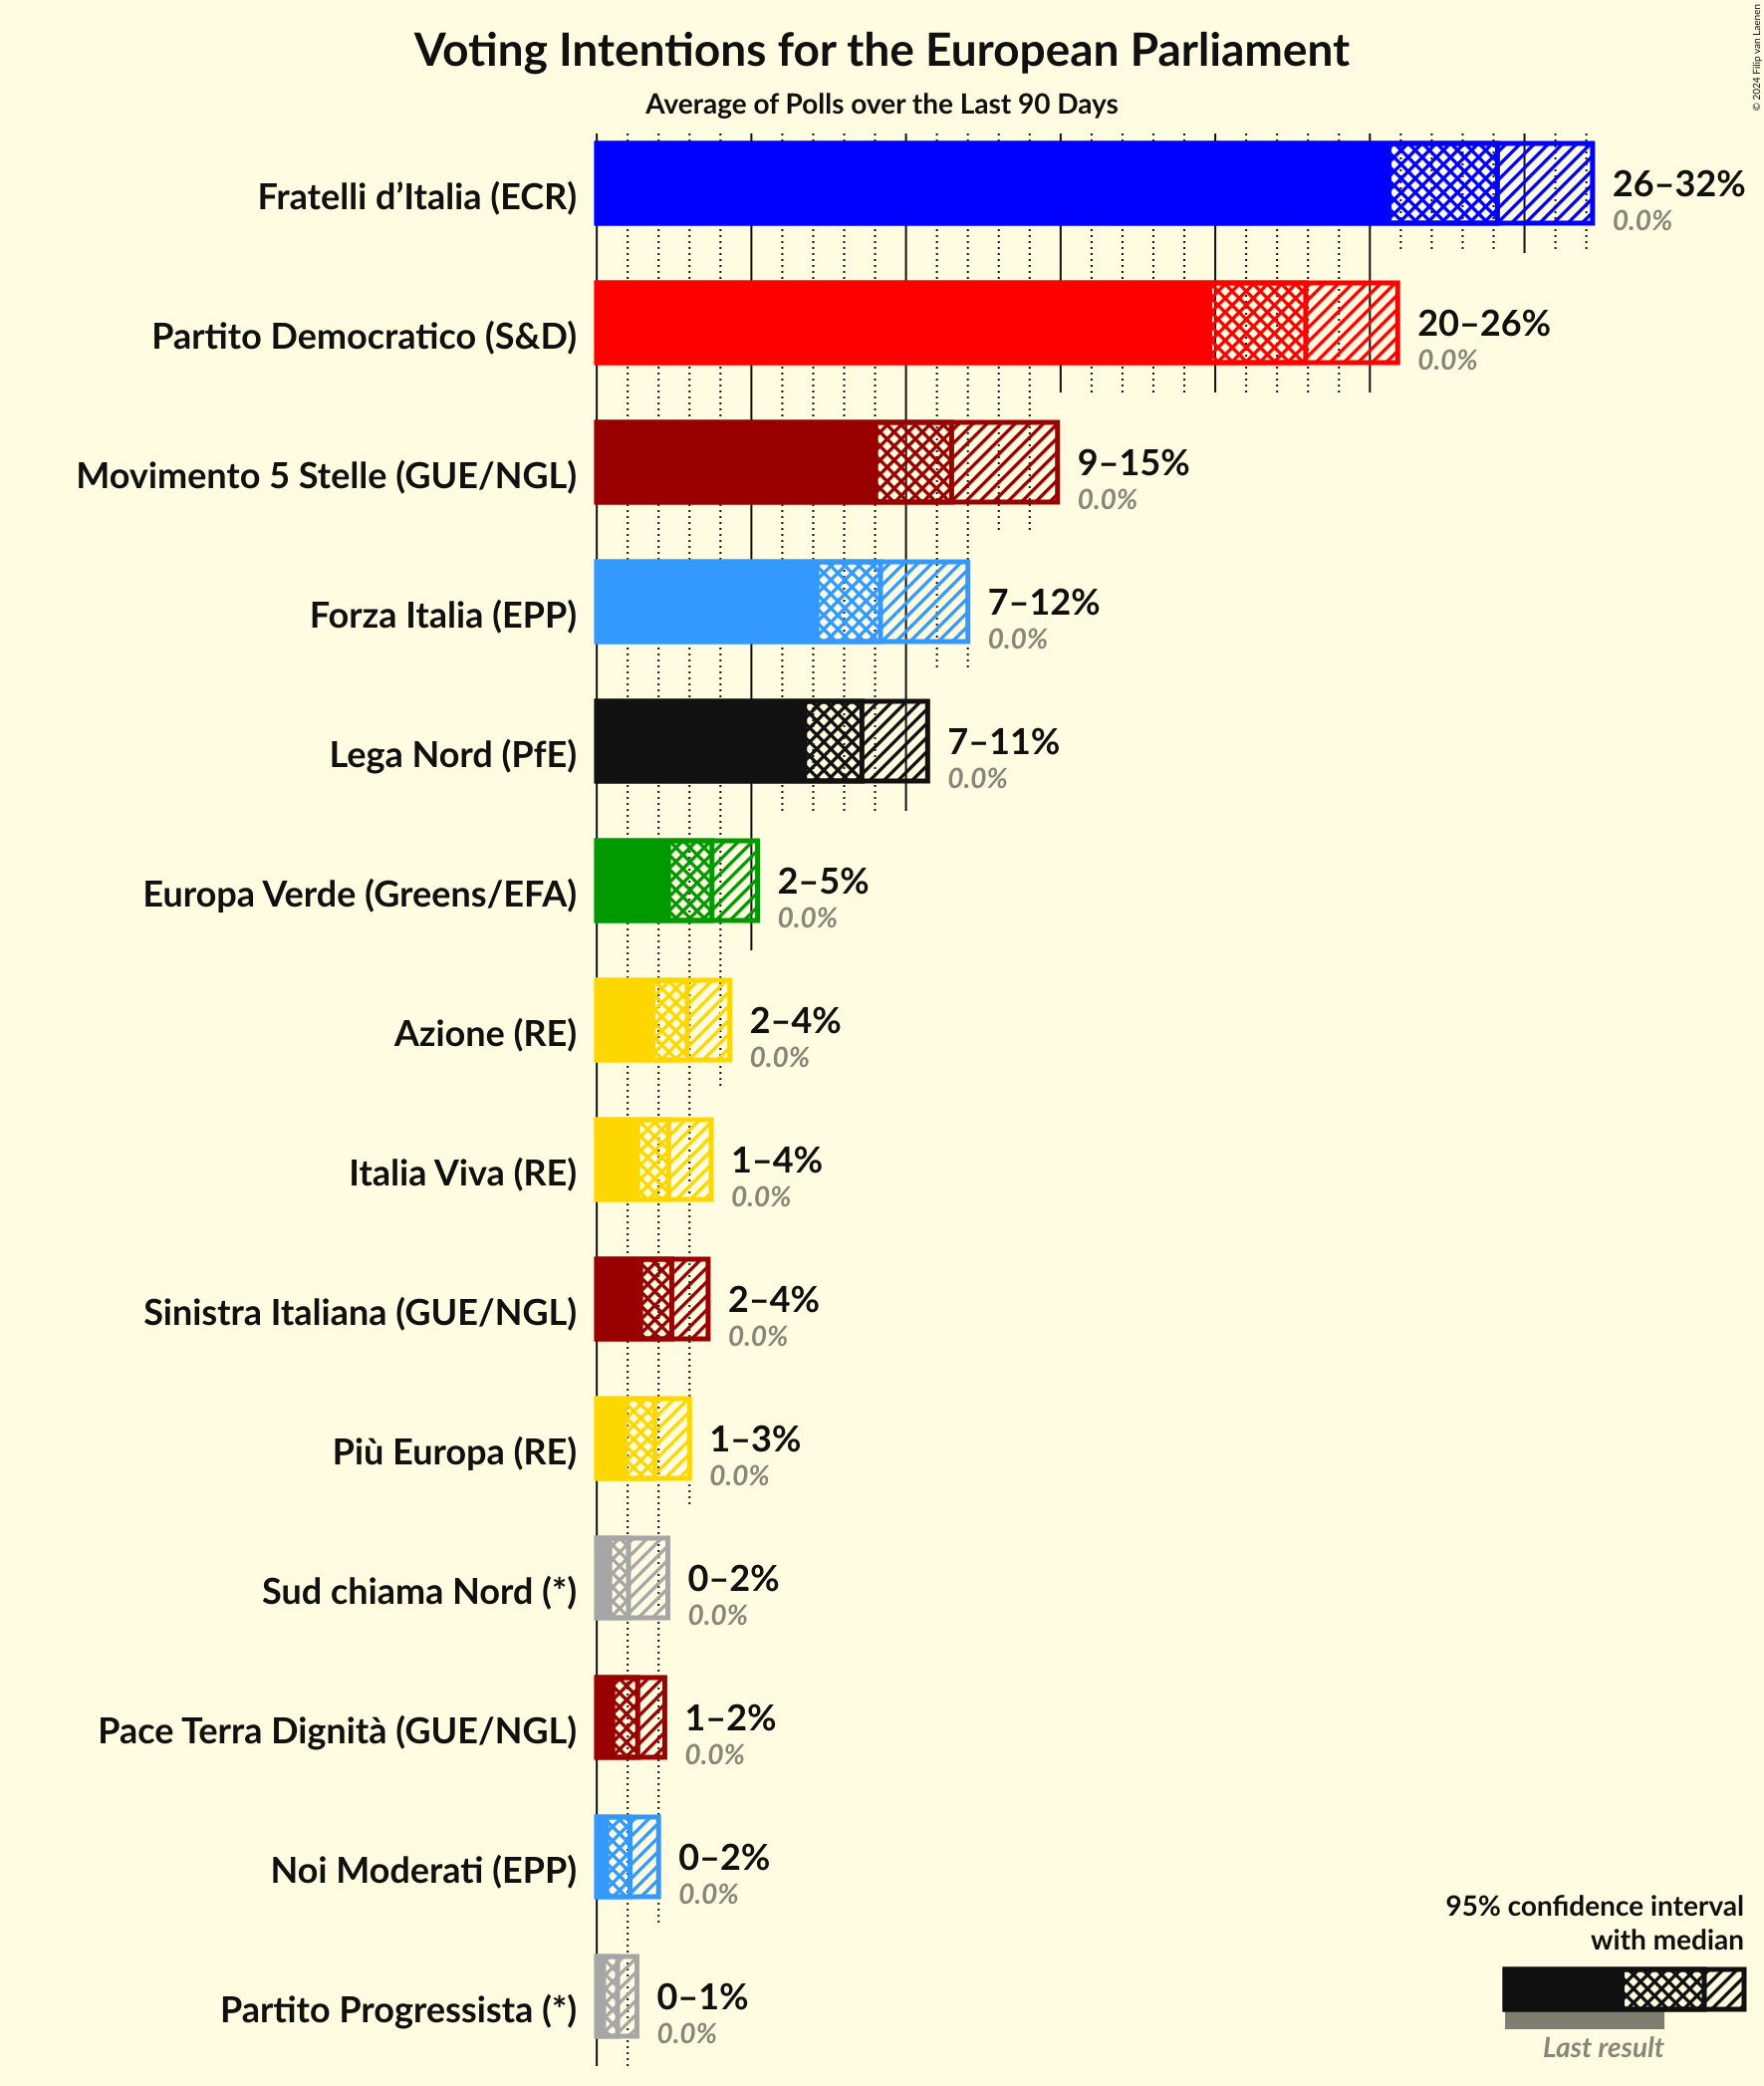 Voting Intentions for the European Parliament
Average of Polls over the Last 90 Days
© 2024 Filip van Laenen
Fratelli d’Italia (ECR)
26–32%
0.0%
Partito Democratico (S&D)
20–26%
0.0%
Movimento 5 Stelle (GUE/NGL)
9–15%
0.0%
Forza Italia (EPP)
7–12%
0.0%
Lega Nord (PfE)
7–11%
0.0%
Europa Verde (Greens/EFA)
2–5%
0.0%
Azione (RE)
2–4%
0.0%
Italia Viva (RE)
1–4%
0.0%
Sinistra Italiana (GUE/NGL)
2–4%
0.0%
Più Europa (RE)
1–3%
0.0%
Sud chiama Nord (*)
0–2%
0.0%
Pace Terra Dignità (GUE/NGL)
1–2%
0.0%
Noi Moderati (EPP)
0–2%
0.0%
Partito Progressista (*)
0–1%
0.0%
95% confidence interval
with median
Last result